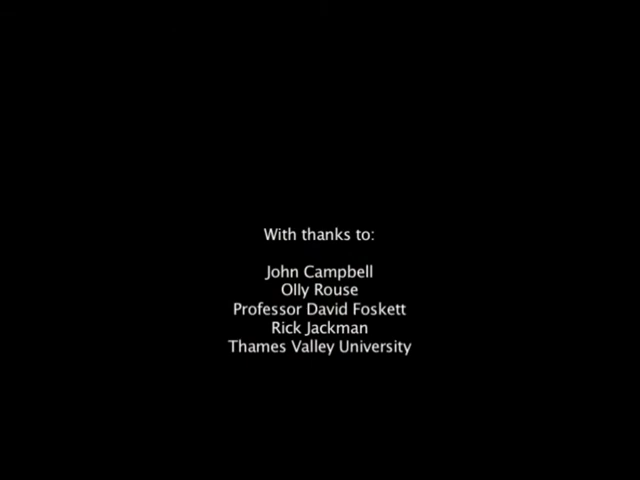 With thanks to:
John Campbell
Olly Rouse
Professor David Foskett
Rick Jackman
Thames Valley University